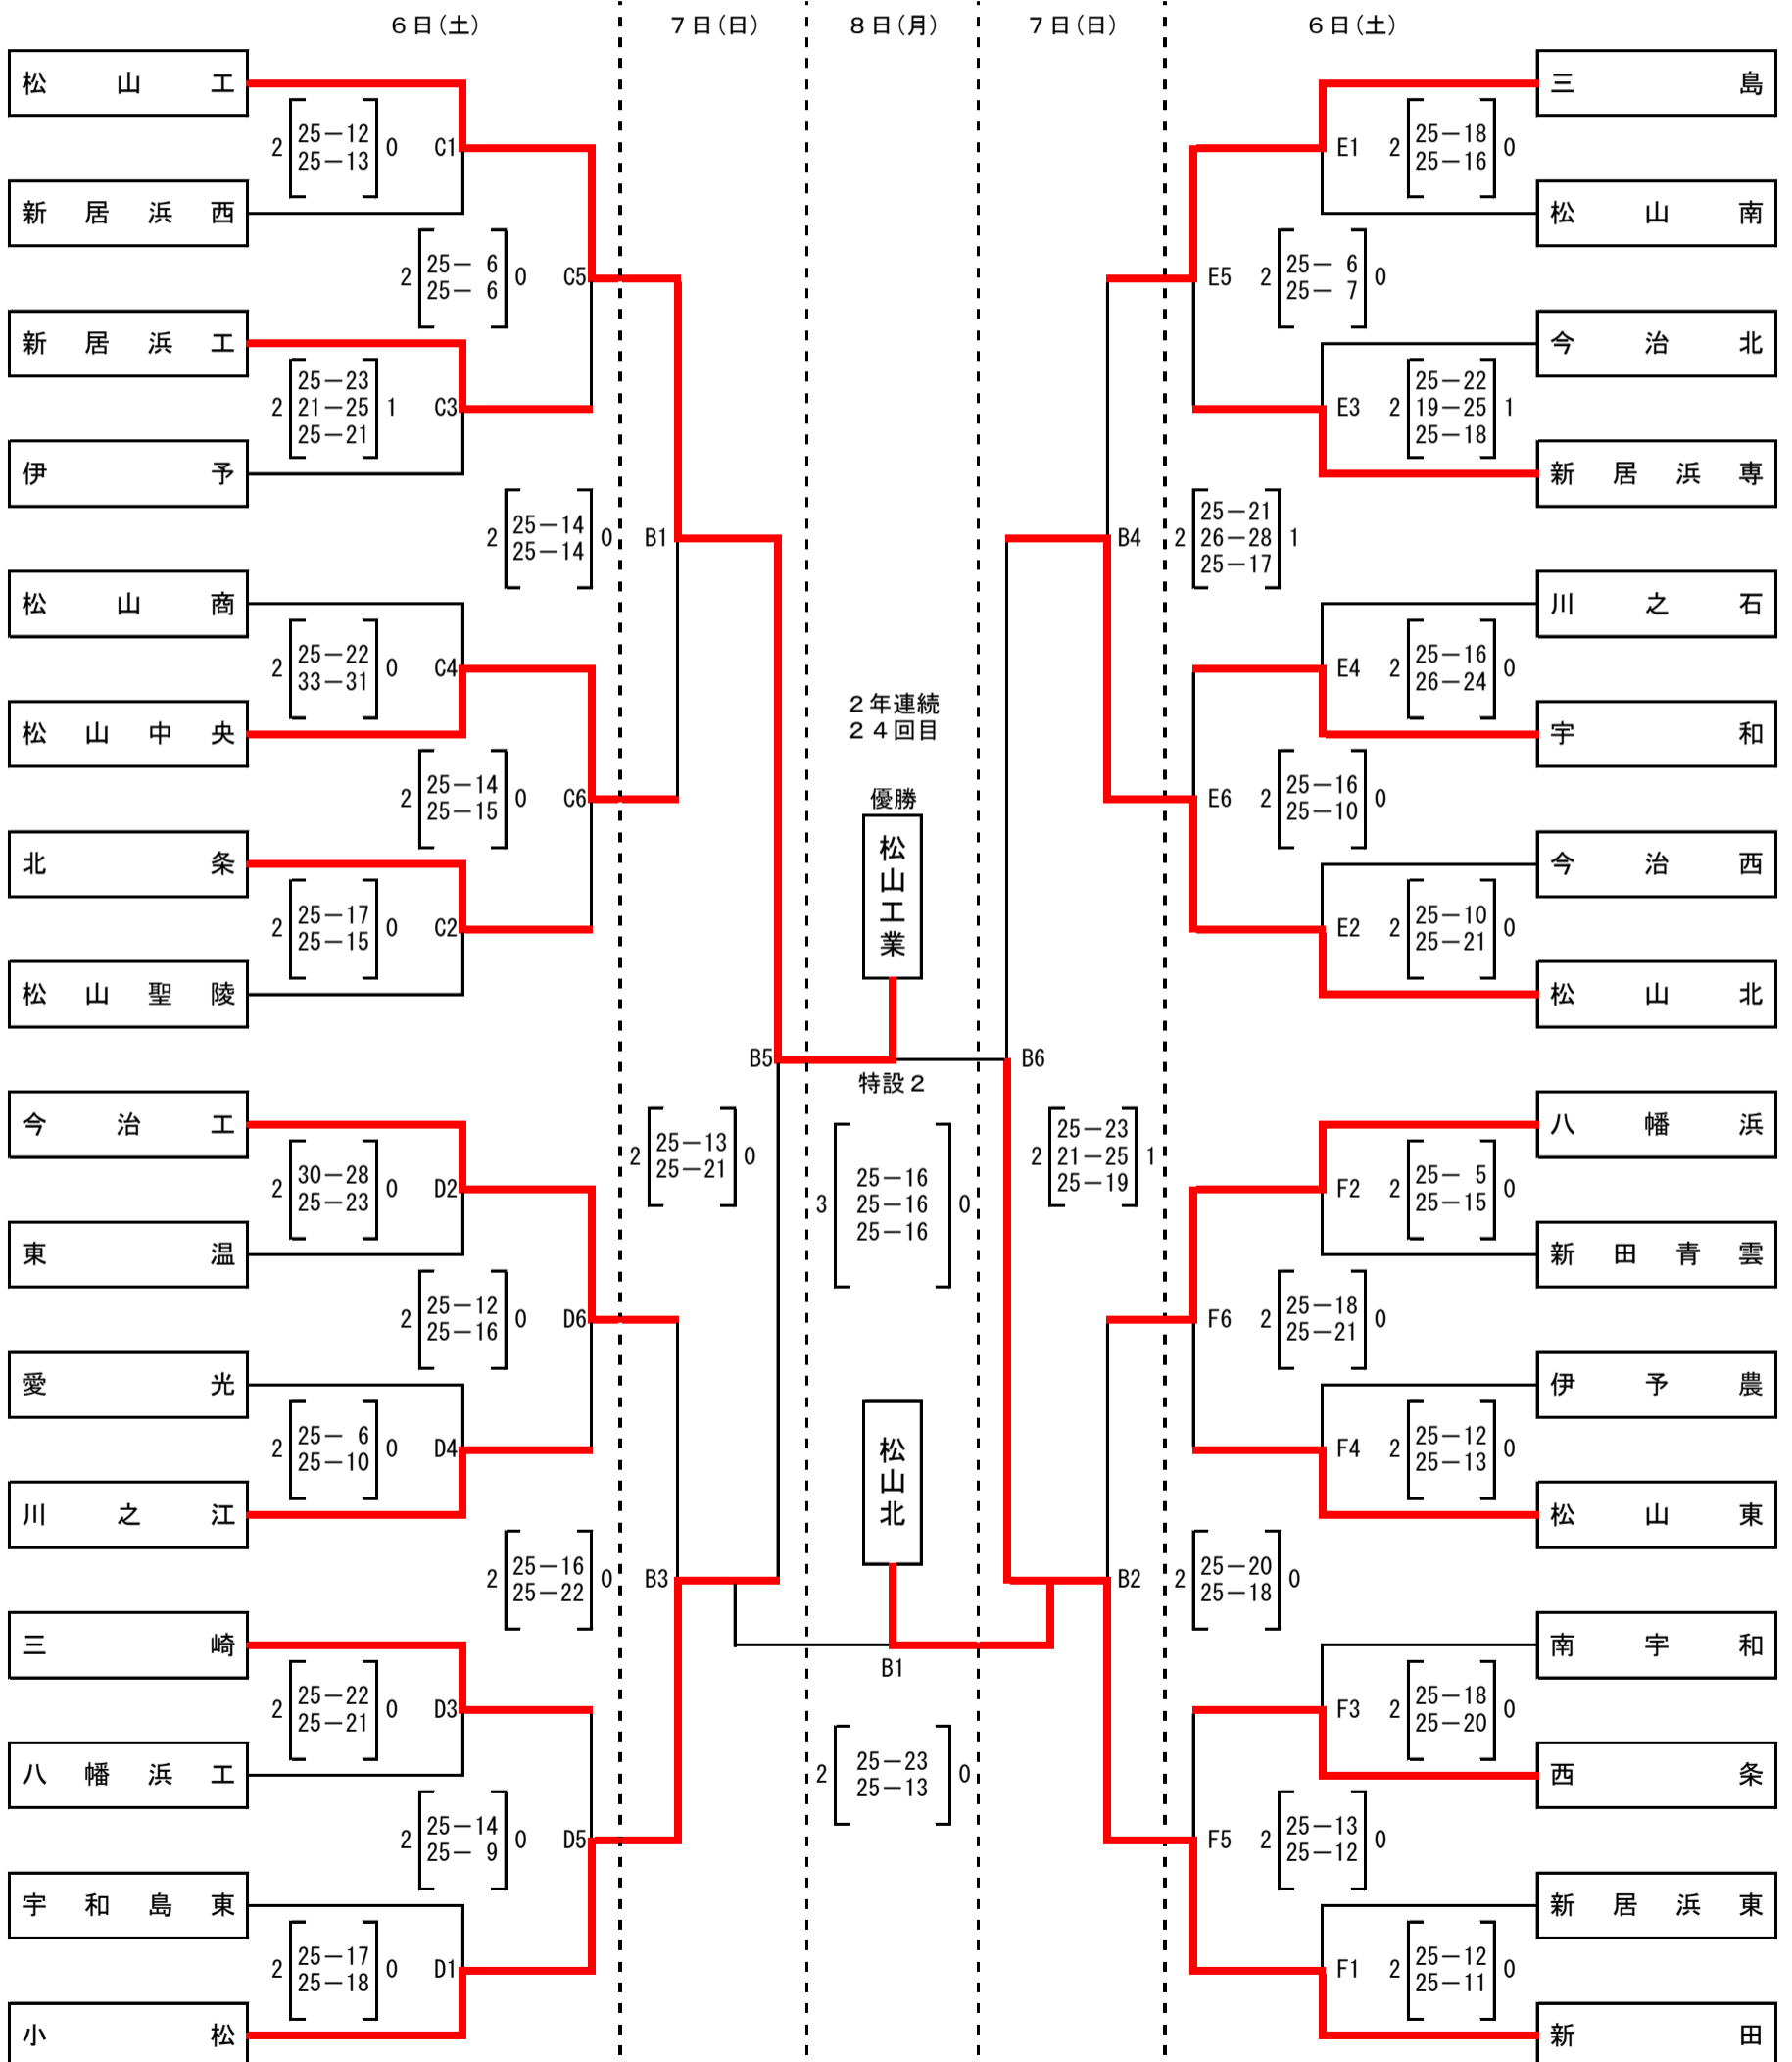 6日(土) 7日(日) 8日(月) 7日(日) 6日(土)
松山工
2 25-12 0 C1
25-13
新居浜西
2 25- 6 0 C5
25- 6
新居浜工
25-23
2 21-25 1 C3
25-21
伊予
2 25-14 0 B1
25-14
松山商
2 25-22 0 C4
33-31
松山中央
2 25-14 0 C6
25-15
北条
2 25-17 0 C2
25-15
松山聖陵
今治工
2 30-28 0 D2
25-23
東温
2 25-12 0 D6
25-16
愛光
2 25- 6 0 D4
25-10
川之江
2 25-16 0 B3
25-22
三崎
2 25-22 0 D3
25-21
八幡浜工
2 25-14 0 D5
25- 9
宇和島東
2 25-17 0 D1
25-18
小松
B5
2 25-13 0
25-21
2年連続
24回目
優勝
松山工業
特設2
25-16
3 25-16 0
25-16
松山北
B1
2 25-23 0
25-13
B6
25-23
2 21-25 1
25-19
三島
E1 2 25-18 0
25-16
松山南
E5 2 25- 6 0
25- 7
今治北
25-22
E3 2 19-25 1
25-18
新居浜専
25-21
B4 2 26-28 1
25-17
川之石
E4 2 25-16 0
26-24
宇和
E6 2 25-16 0
25-10
今治西
E2 2 25-10 0
25-21
松山北
八幡浜
F2 2 25- 5 0
25-15
新田青雲
F6 2 25-18 0
25-21
伊予農
F4 2 25-12 0
25-13
松山東
B2 2 25-20 0
25-18
南宇和
F3 2 25-18 0
25-20
西条
F5 2 25-13 0
25-12
新居浜東
F1 2 25-12 0
25-11
新田